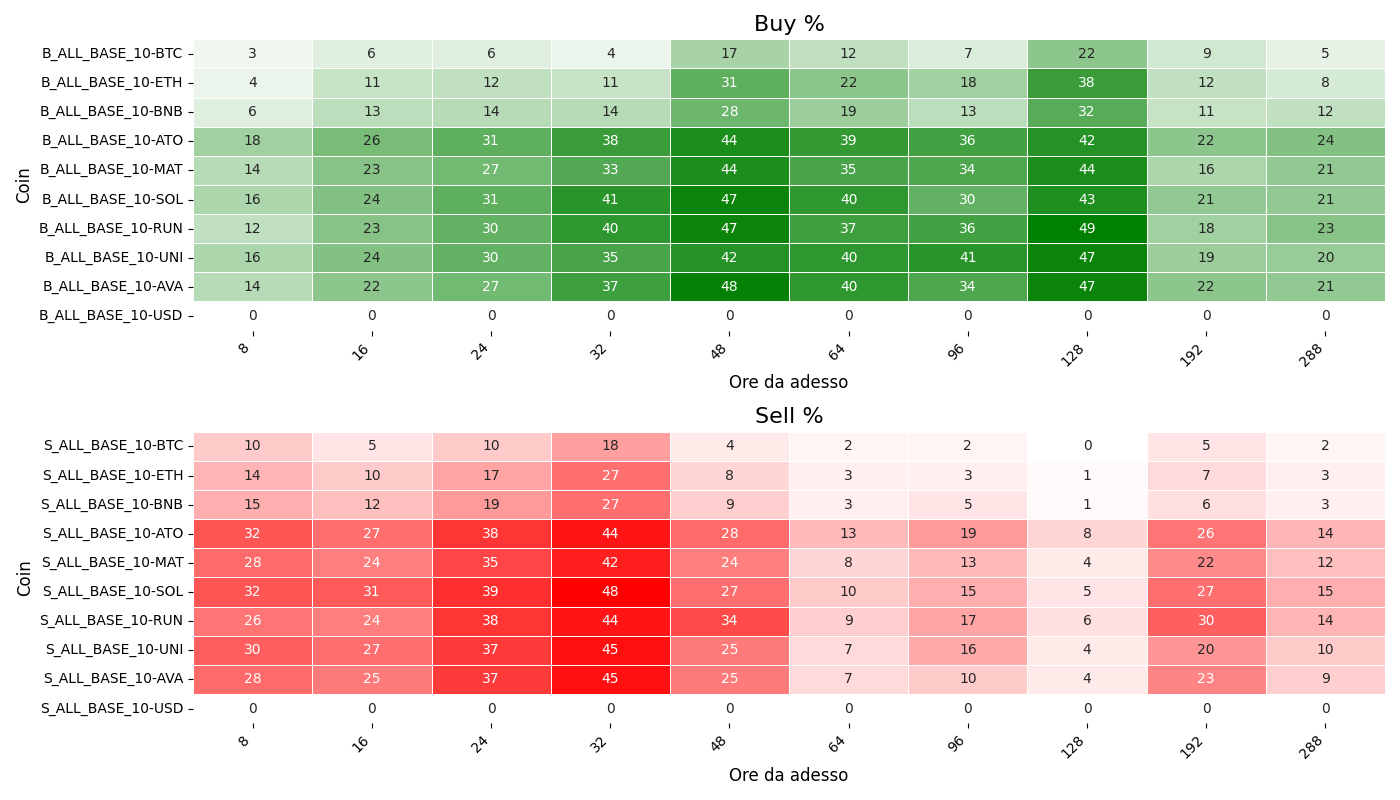 Buy %
Coin
B_ALL_BASE_10-BTC 3 6 6 4 17 12 7 22 9 5
B_ALL_BASE_10-ETH 4 11 12 11 31 22 18 38 12 8
B_ALL_BASE_10-BNB 6 13 14 14 28 19 13 32 11 12
B_ALL_BASE_10-ATO 18 26 31 38 44 39 36 42 22 24
B_ALL_BASE_10-MAT 14 23 27 33 44 35 34 44 16 21
B_ALL_BASE_10-SOL 16 24 31 41 47 40 30 43 21 21
B_ALL_BASE_10-RUN 12 23 30 40 47 37 36 49 18 23
B_ALL_BASE_10-UNI 16 24 30 35 42 40 41 47 19 20
B_ALL_BASE_10-AVA 14 22 27 37 48 40 34 47 22 21
B_ALL_BASE_10-USD 0 0 0 0 0 0 0 0 0 0
8 16 24 32 48 64 96 128 192 288
Ore da adesso
Sell %
Coin
S_ALL_BASE_10-BTC 10 5 10 18 4 2 2 0 5 2
S_ALL_BASE_10-ETH 14 10 17 27 8 3 3 1 7 3
S_ALL_BASE_10-BNB 15 12 19 27 9 3 5 1 6 3
S_ALL_BASE_10-ATO 32 27 38 44 28 13 19 8 26 14
S_ALL_BASE_10-MAT 28 24 35 42 24 8 13 4 22 12
S_ALL_BASE_10-SOL 32 31 39 48 27 10 15 5 27 15
S_ALL_BASE_10-RUN 26 24 38 44 34 9 17 6 30 14
S_ALL_BASE_10-UNI 30 27 37 45 25 7 16 4 20 10
S_ALL_BASE_10-AVA 28 25 37 45 25 7 10 4 23 9
S_ALL_BASE_10-USD 0 0 0 0 0 0 0 0 0 0
8 16 24 32 48 64 96 128 192 288
Ore da adesso